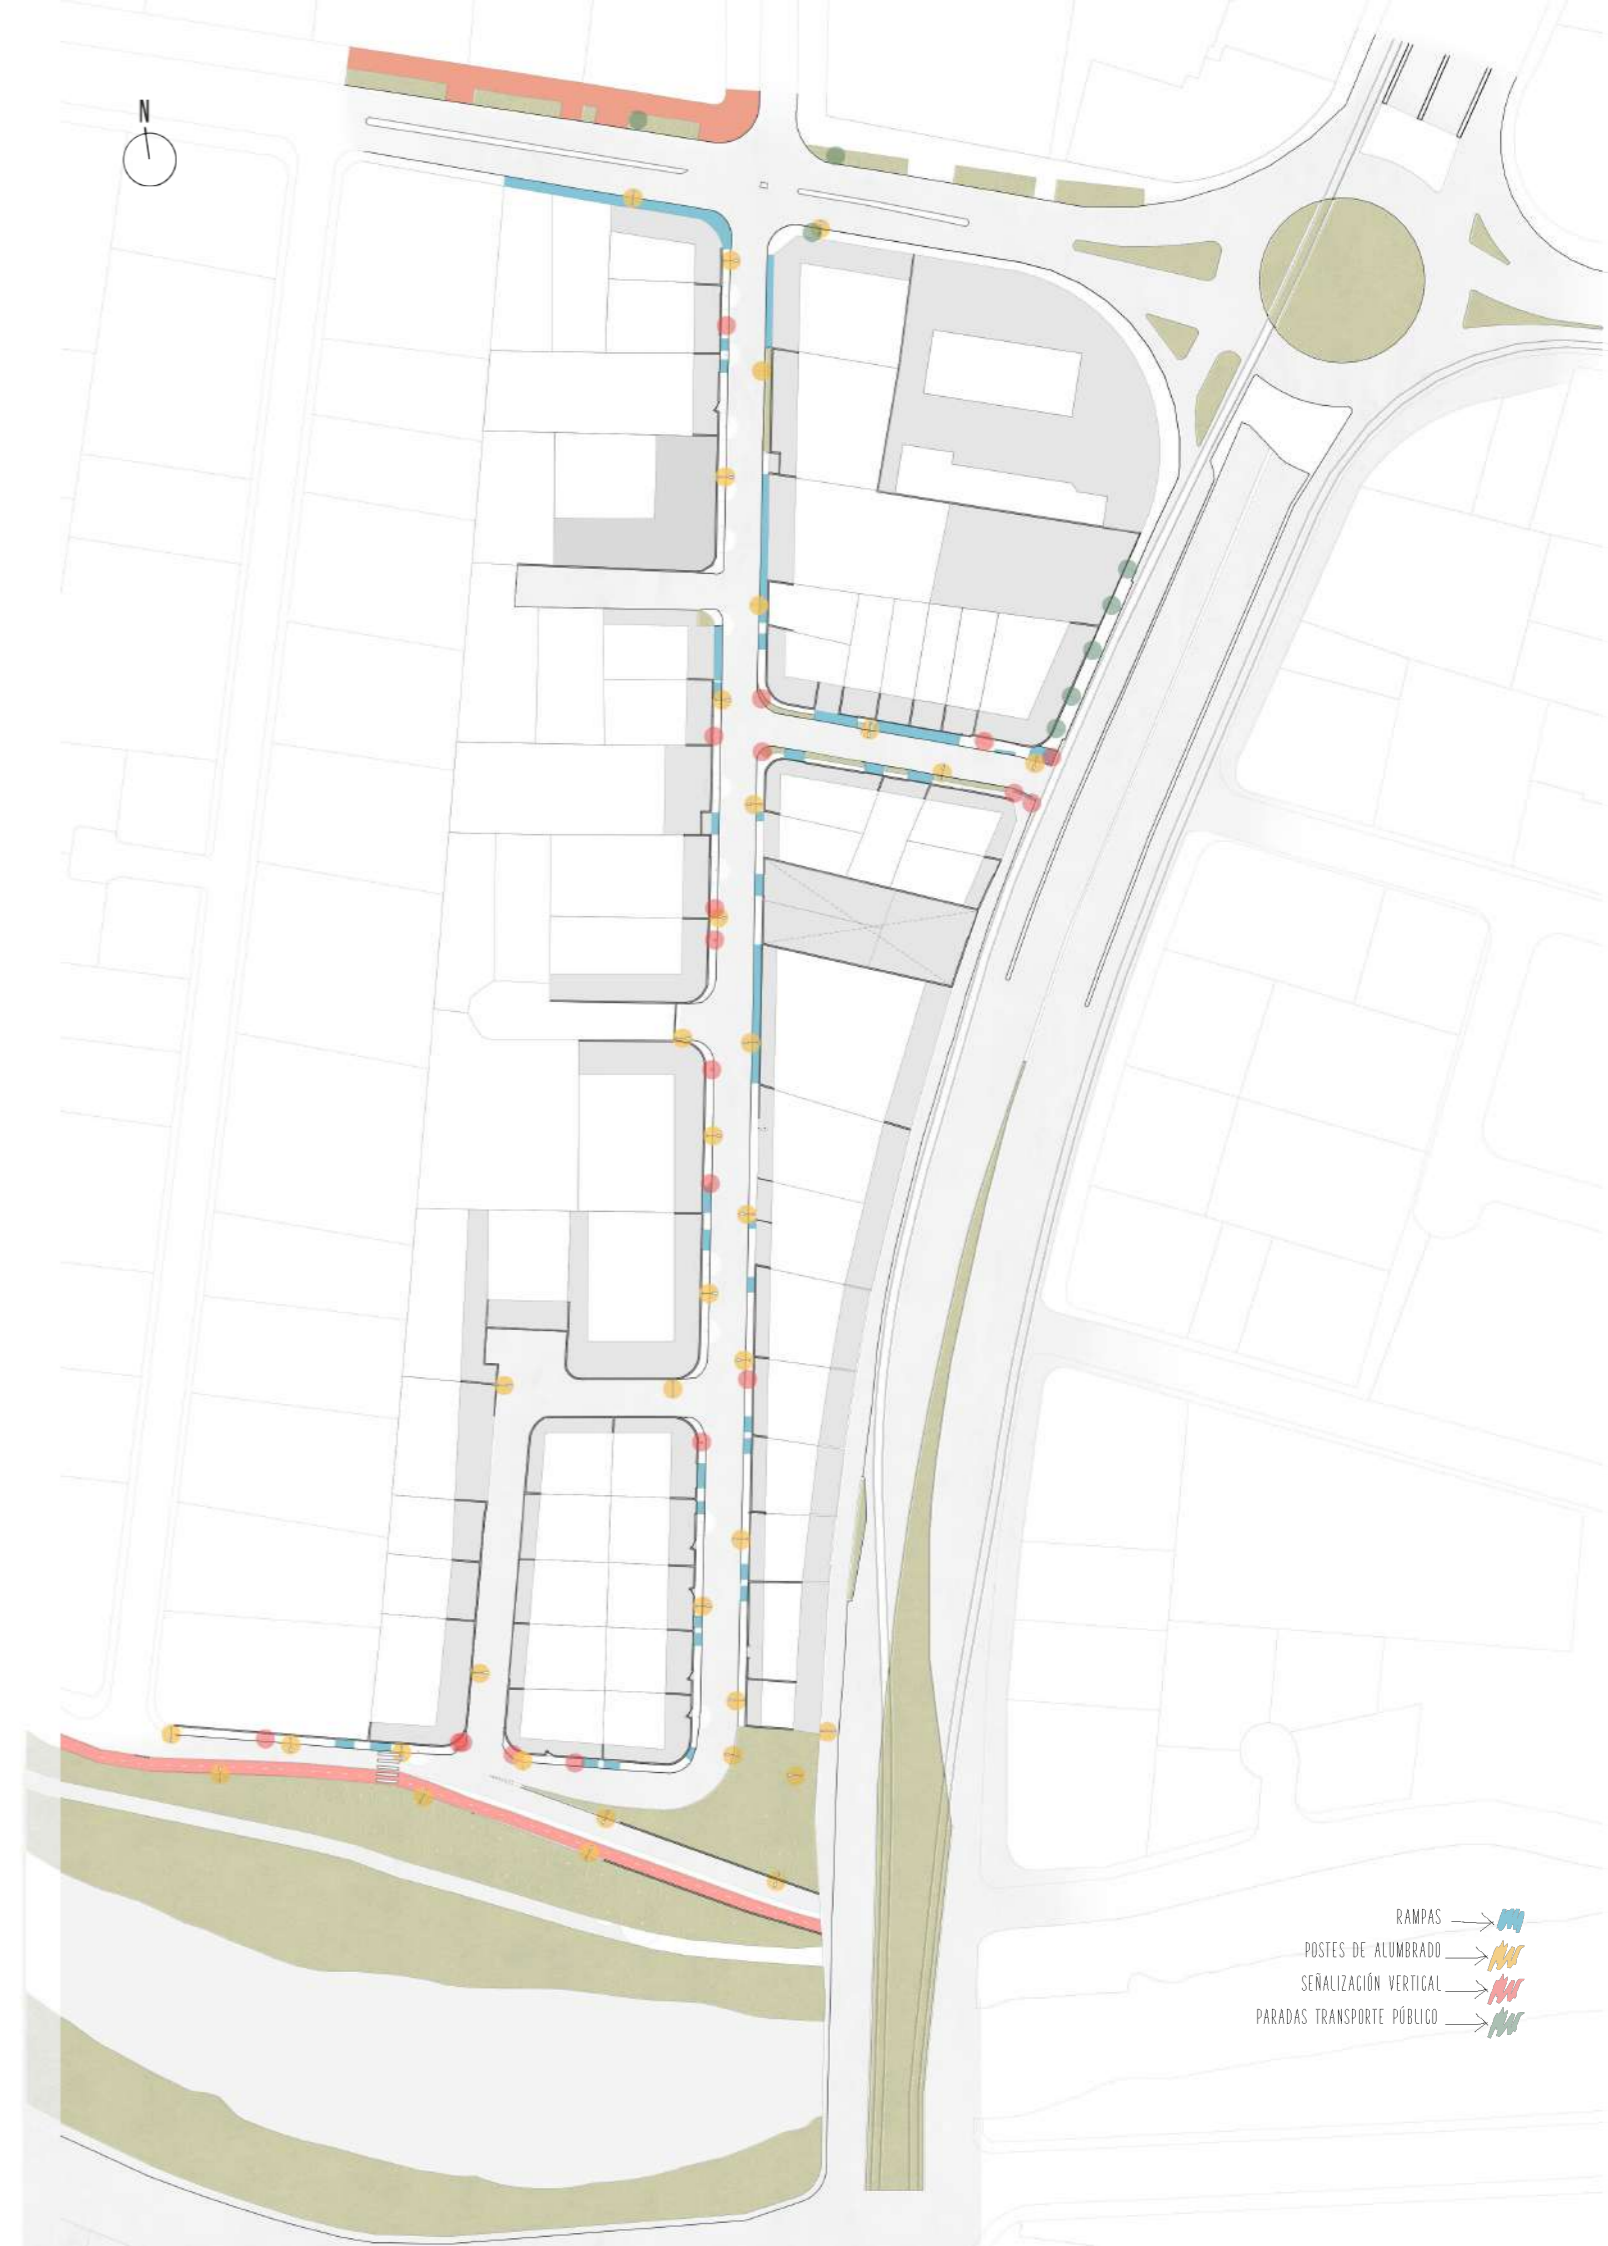 N
RAMPAS
POSTES DE ALUMBRADO
SEÑALIZACIÓN VERTICAL
PARADAS TRANSPORTE PÚBLICO